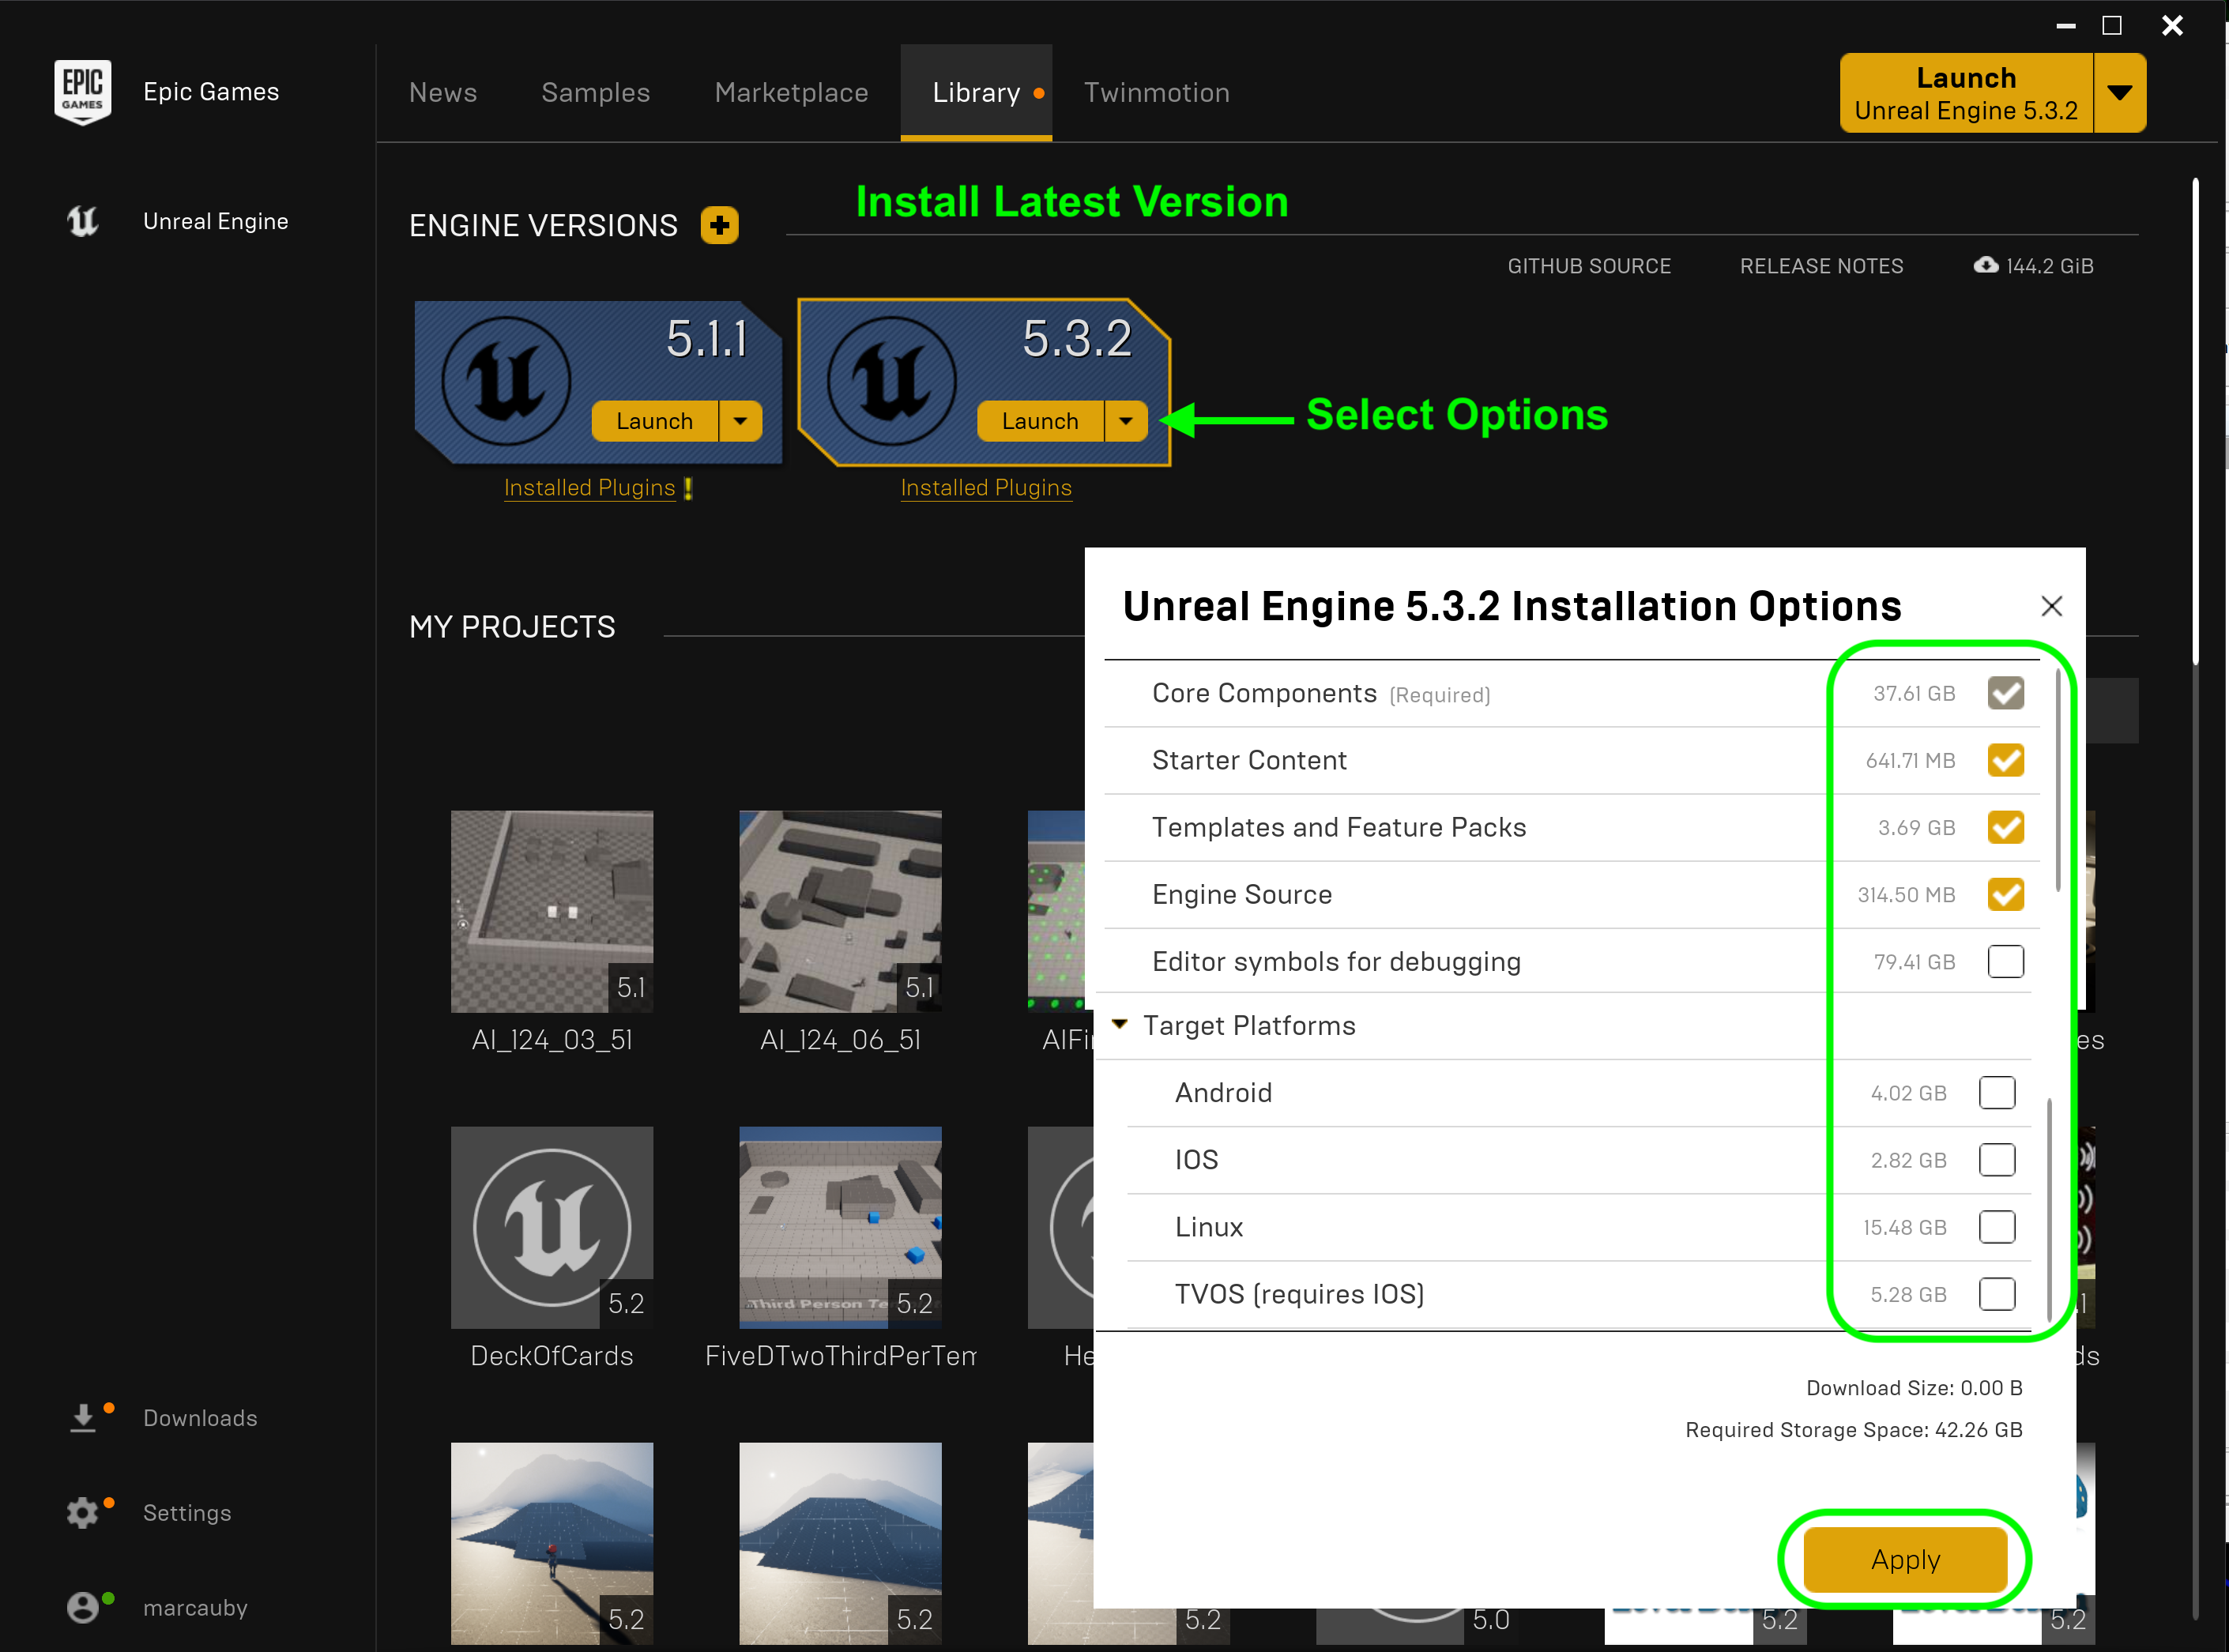 EPIC
GAMES
Epic Games
News
Samples
Marketplace
Library
Twinmotion
Launch
Unreal Engine 5.3.2
Unreal Engine
ENGINE VERSIONS
Install Latest Version
GITHUB SOURCE
RELEASE NOTES
144.2 GiB
5.1.1
Launch
Installed Plugins
5.3.2
Launch
Installed Plugins
Select Options
MY PROJECTS
Unreal Engine 5.3.2 Installation Options
Core Components (Required)
37.61 GB
Starter Content
641.71 MB
Templates and Feature Packs
3.69 GB
Engine Source
314.50 MB
Editor symbols for debugging
79.41 GB
Target Platforms
Android
4.02 GB
IOS
2.82 GB
Linux
15.48 GB
TVOS (requires IOS)
5.28 GB
Download Size: 0.00 B
Required Storage Space: 42.26 GB
Apply
5.1
AI_124_03_51
5.1
AI_124_06_51
AIFi
es
5.2
DeckOfCards
Third Person Te
5.2
FiveDTwoThirdPerTem
He
ds
5.2
5.2
5.2
5.0
5.2
5.2
Downloads
Settings
marcauby